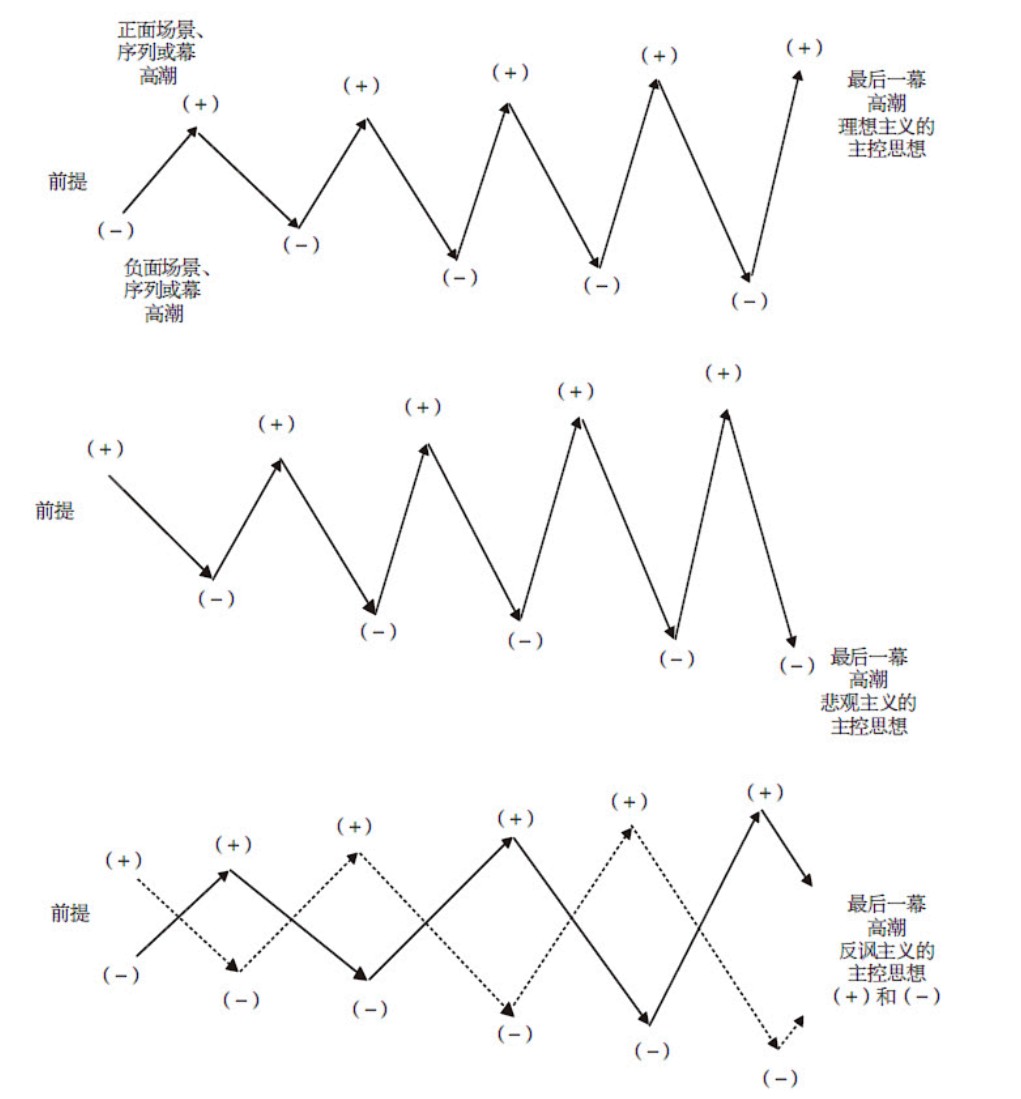 正面场景、
序列或幕
高潮
(+)
(+)
(+)
(+)
(+)
最后一幕
高潮
理想主义的
主控思想
前提
(−)
(−)
(−)
(−)
(−)
负面场景、
序列或幕
高潮
(+)
(+)
(+)
(+)
(+)
前提
(−)
(−)
(−)
(−)
(−)
最后一幕
高潮
悲观主义的
主控思想
(+)
(+)
(+)
(+)
(+)
(+)
前提
(−)
(−)
(−)
(−)
(−)
(−)
最后一幕
高潮
反讽主义的
主控思想
(+)和(−)